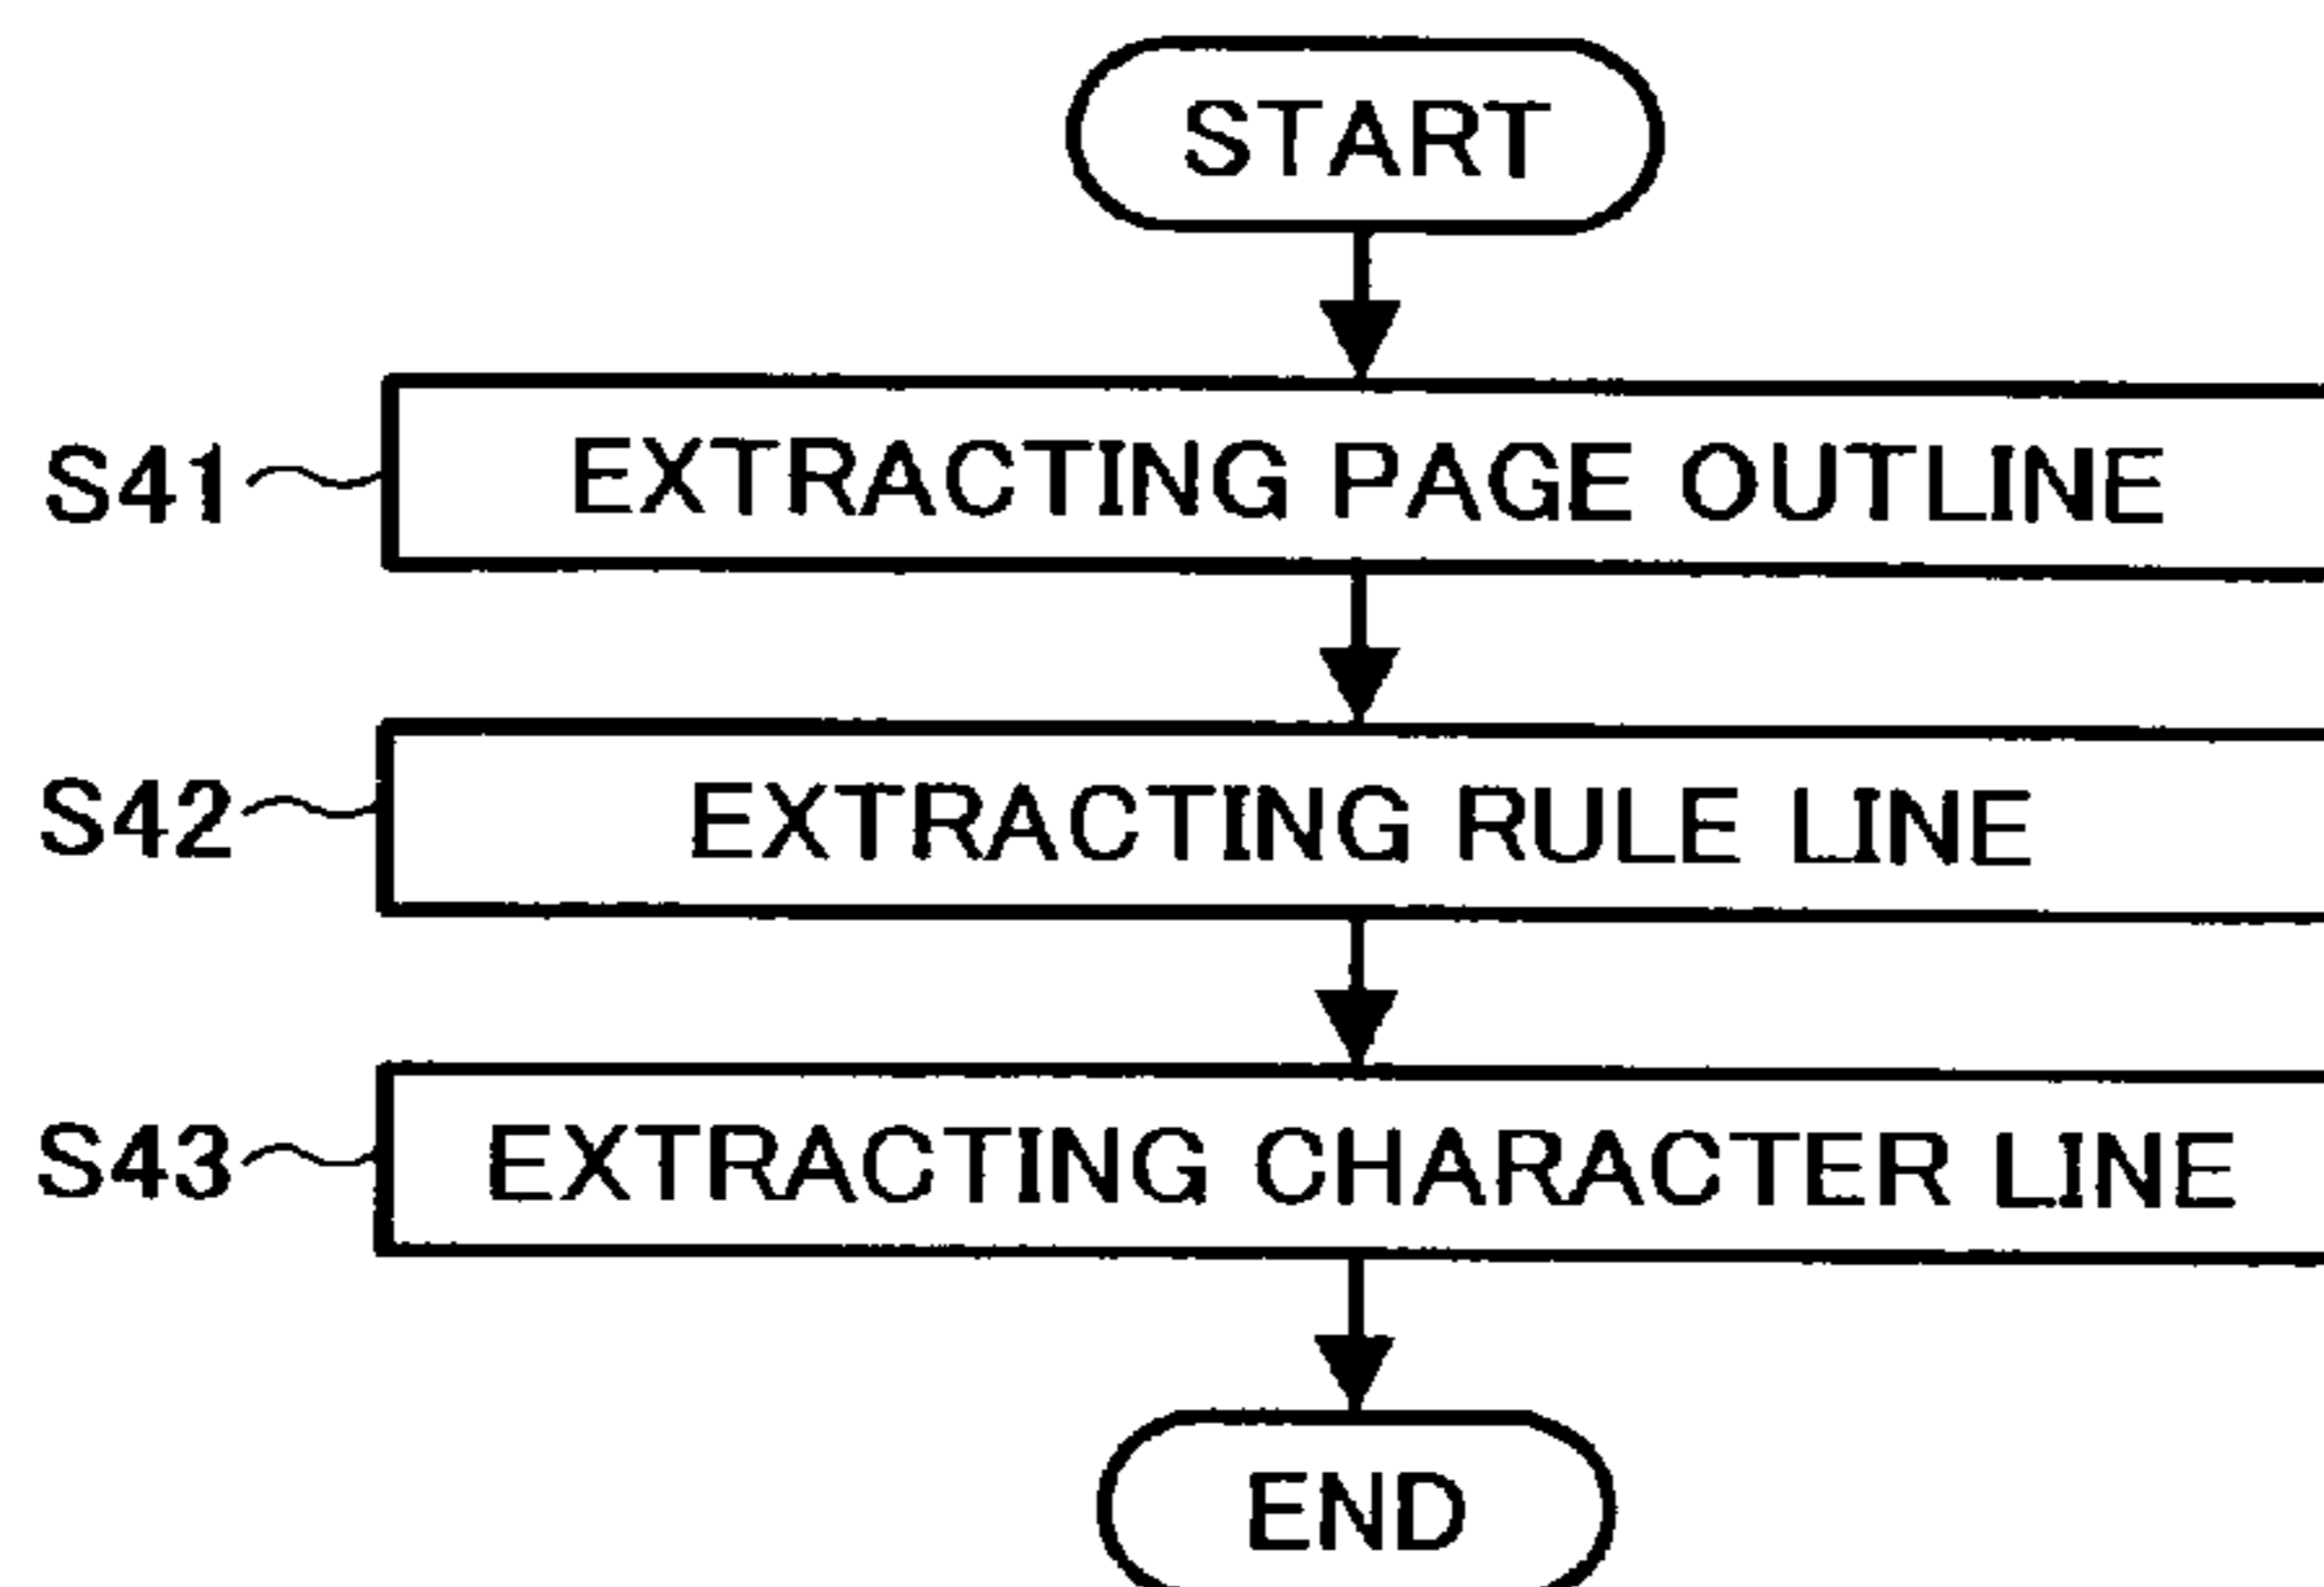 START
S41 EXTRACTING PAGE OUTLINE
S42 EXTRACTING RULE LINE
S43 EXTRACTING CHARACTER LINE
END